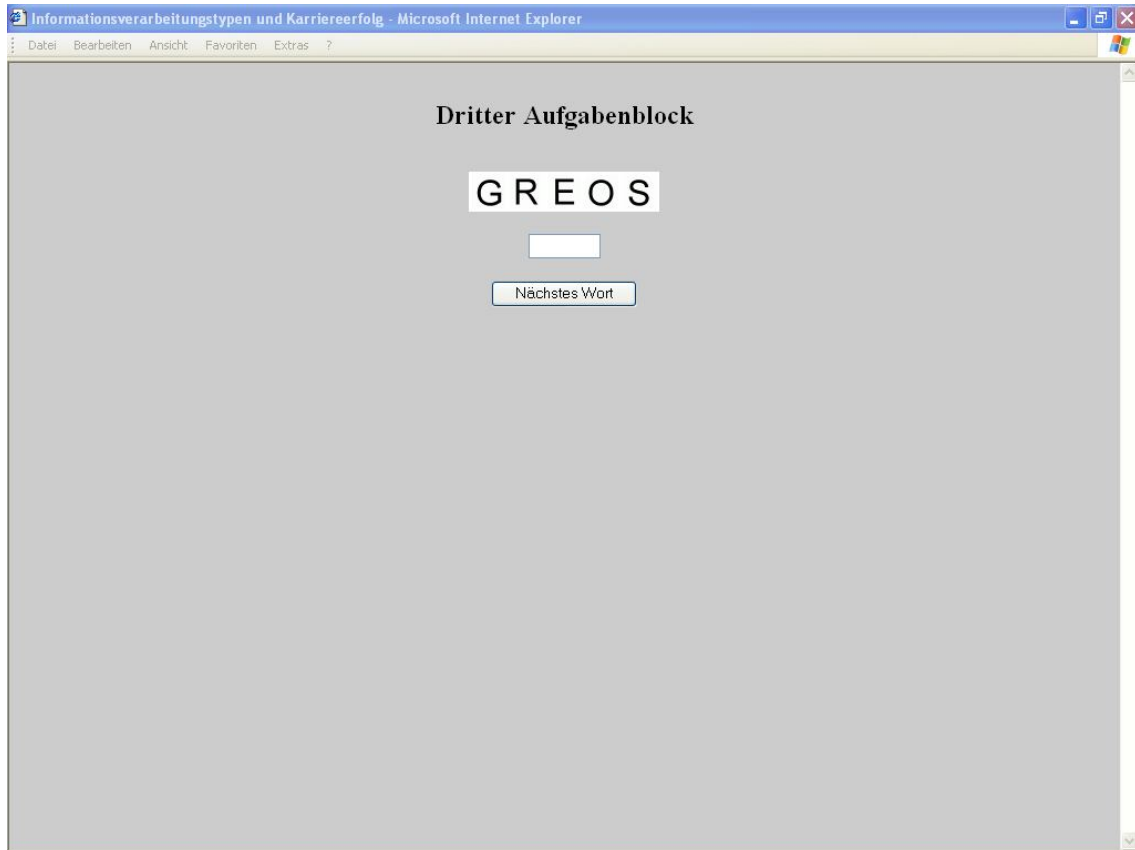 Informationsverarbeitungstypen und Karriereerfolg - Microsoft Internet Explorer
Datei Bearbeiten Ansicht Favoriten Extras ?
Dritter Aufgabenblock
G R E O S
Nächstes Wort